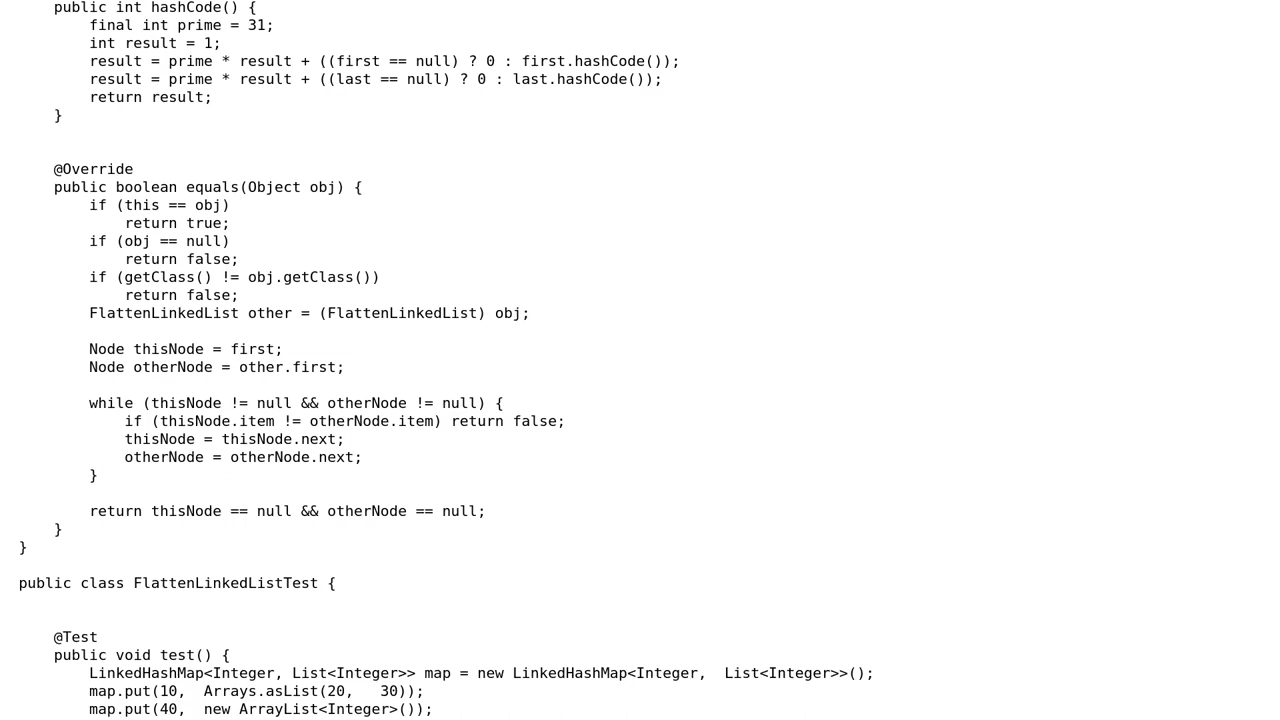 public int hashCode() {
final int prime = 31;
int result = 1;
result = prime * result + ((first == null) ? 0 : first.hashCode());
result = prime * result + ((last == null) ? 0 : last.hashCode());
return result;
}
@Override
public boolean equals(Object obj) {
if (this == obj)
return true;
if (obj == null)
return false;
if (getClass() != obj.getClass())
return false;
FlattenLinkedList other = (FlattenLinkedList) obj;
Node thisNode = first;
Node otherNode = other.first;
while (thisNode != null && otherNode != null) {
if (thisNode.item != otherNode.item) return false;
thisNode = thisNode.next;
otherNode = otherNode.next;
}
return thisNode == null && otherNode == null;
}
}
public class FlattenLinkedListTest {
@Test
public void test() {
LinkedHashMap<Integer, List<Integer>> map = new LinkedHashMap<Integer,  List<Integer>>();
map.put(10,  Arrays.asList(20,   30));
map.put(40,  new ArrayList<Integer>());